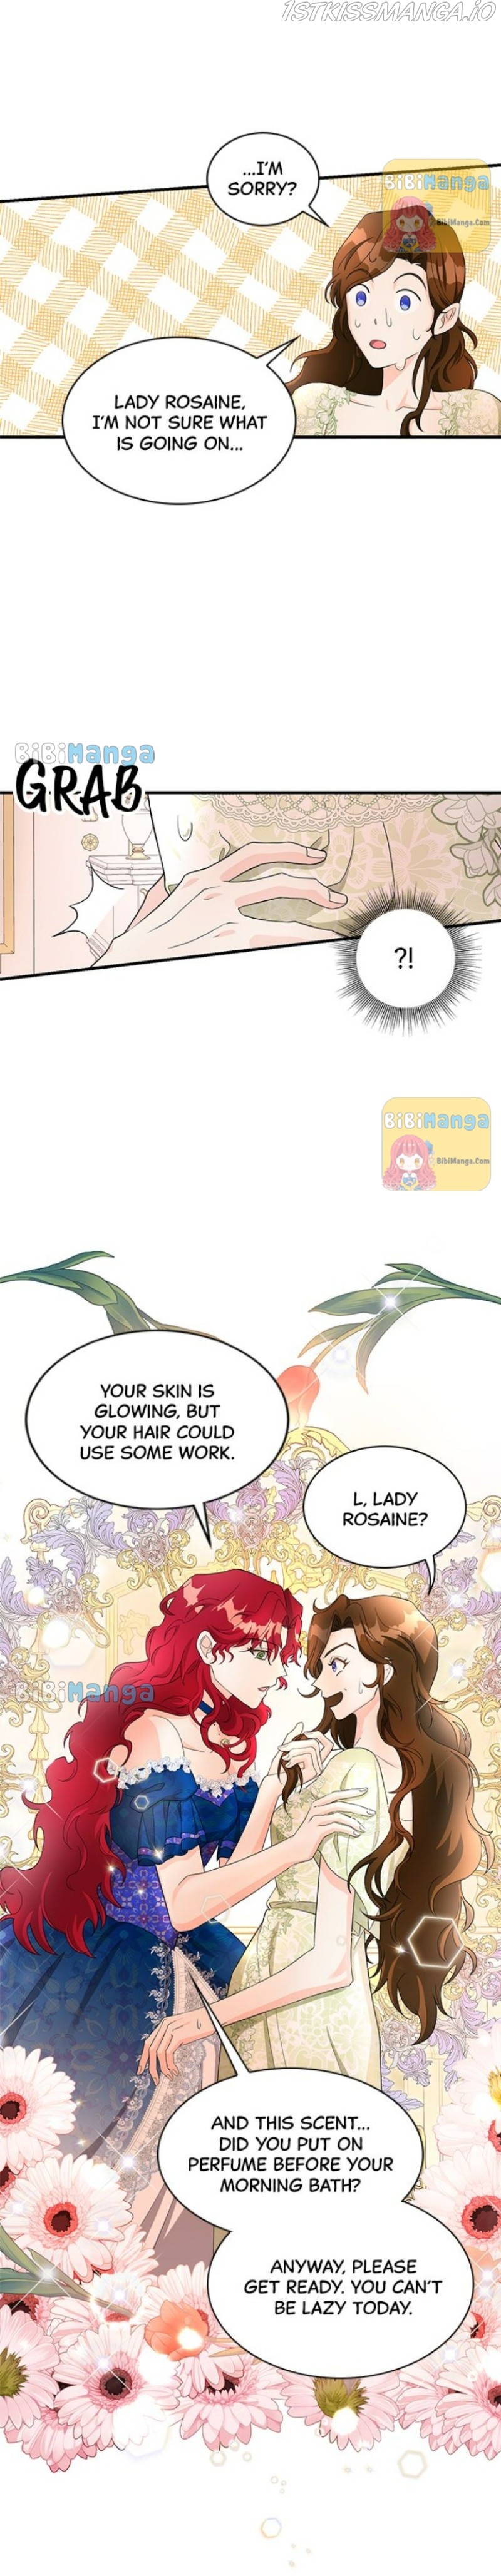 1STKISSMANGA.IO
...I'M
SORRY?
BiBiManga
BibiManga.Com
LADY ROSAINE,
I'M NOT SURE WHAT
IS GOING ON...
BiBiManga
GRAB
?!
BiBiManga
BibiManga.Com
YOUR SKIN IS
GLOWING, BUT
YOUR HAIR COULD
USE SOME WORK.
L, LADY
ROSAINE?
BiBiManga
AND THIS SCENT...
DID YOU PUT ON
PERFUME BEFORE YOUR
MORNING BATH?
ANYWAY, PLEASE
GET READY. YOU CAN'T
BE LAZY TODAY.